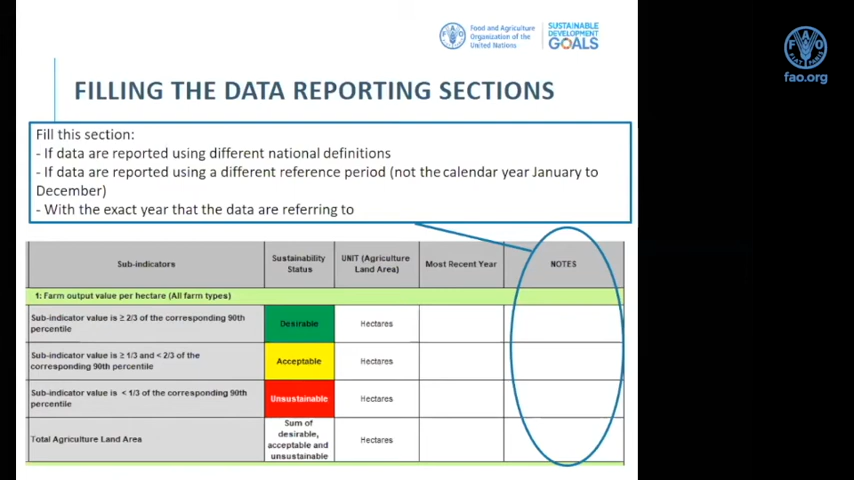 Food and Agriculture
Organization of the
United Nations
SUSTAINABLE
DEVELOPMENT
GOALS
FAO
FIAT PANIS
fao.org
FILLING THE DATA REPORTING SECTIONS
Fill this section:
- If data are reported using different national definitions
- If data are reported using a different reference period (not the calendar year January to
December)
- With the exact year that the data are referring to
Sub-indicators
Sustainability
Status
UNIT (Agriculture
Land Area)
Most Recent Year
NOTES
1: Farm output value per hectare (All farm types)
Sub-indicator value is ≥ 2/3 of the corresponding 90th
percentile
Desirable
Hectares
Sub-indicator value is ≥ 1/3 and < 2/3 of the
corresponding 90th percentile
Acceptable
Hectares
Sub-indicator value is < 1/3 of the corresponding 90th
percentile
Unsustainable
Hectares
Total Agriculture Land Area
Sum of
desirable,
acceptable and
unsustainable
Hectares